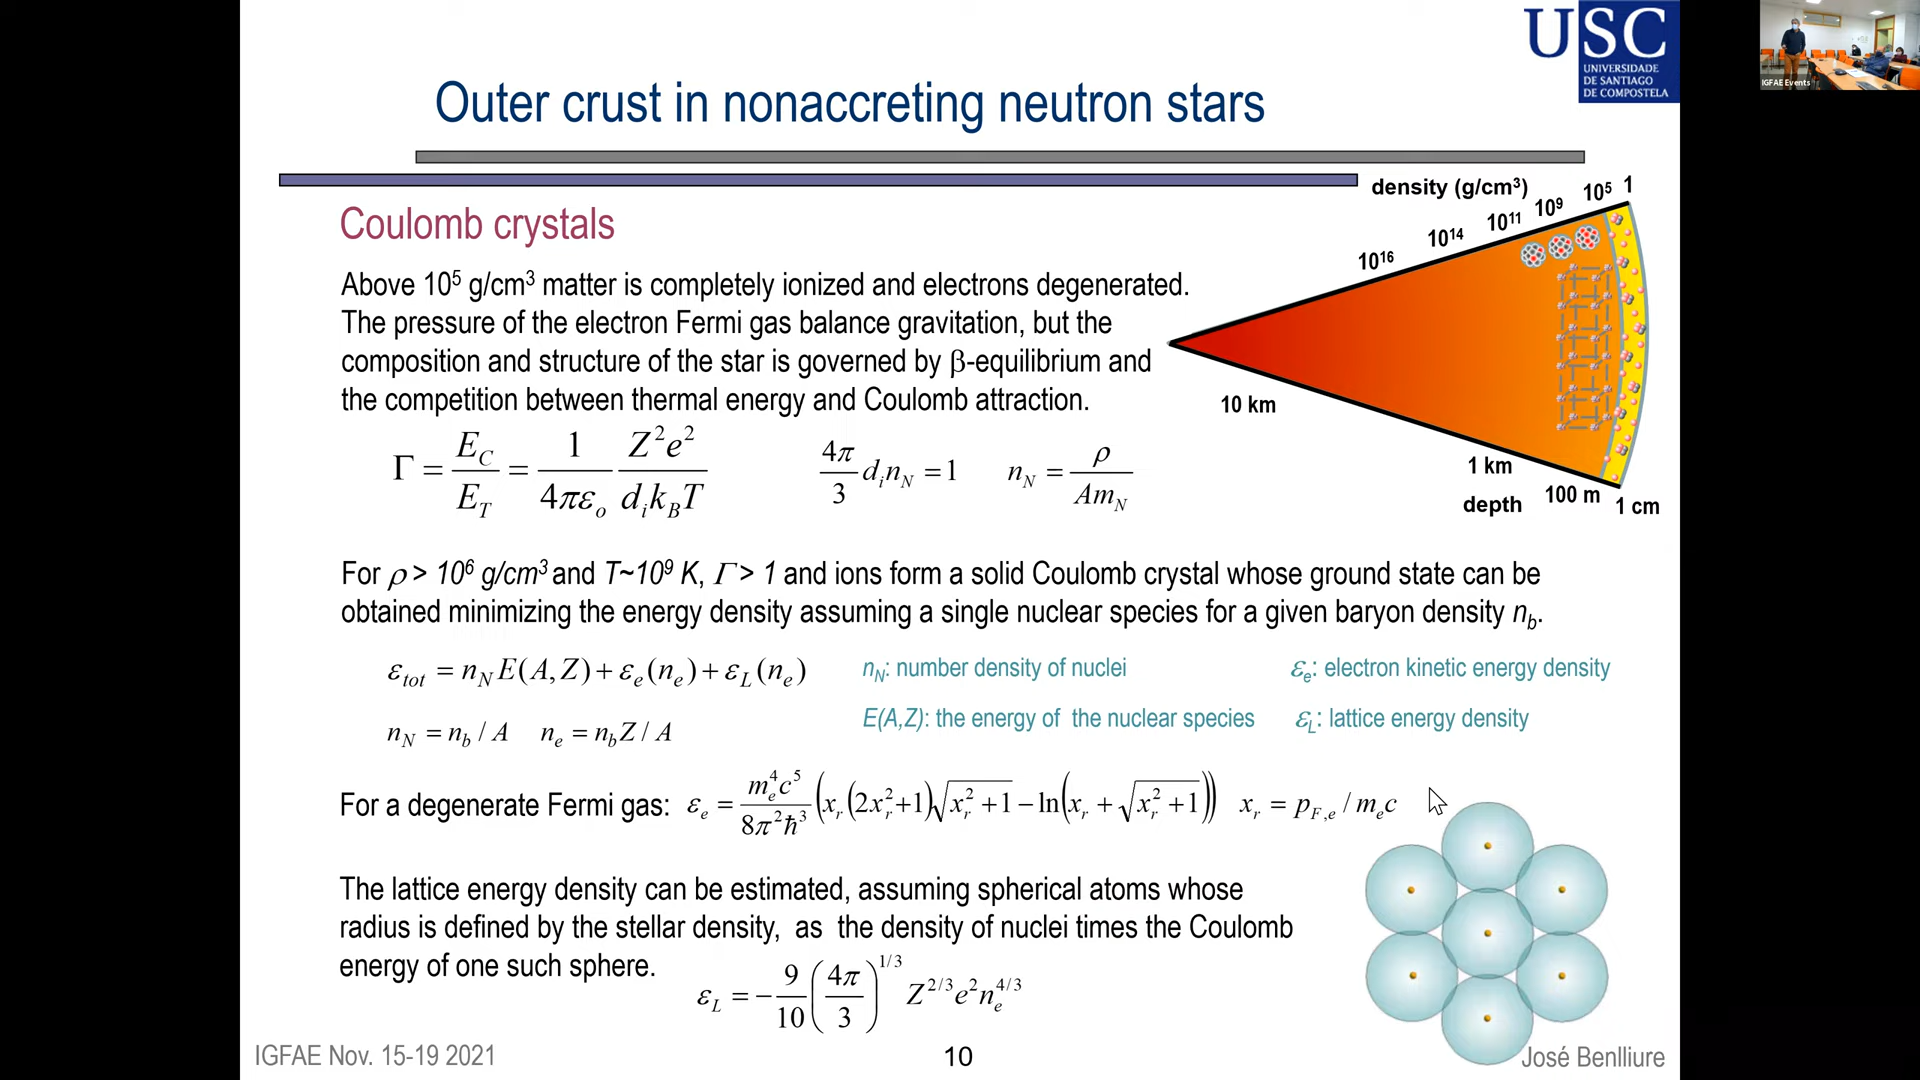 USC
UNIVERSIDADE
DE SANTIAGO
DE COMPOSTELA
IGFAE Events
Outer crust in nonaccreting neutron stars
density (g/cm³)
10⁵ 1
10⁹
10¹¹
10¹⁴
10¹⁶
10 km
1 km
100 m
1 cm
depth
Coulomb crystals
Above 10⁵ g/cm³ matter is completely ionized and electrons degenerated.
The pressure of the electron Fermi gas balance gravitation, but the
composition and structure of the star is governed by β-equilibrium and
the competition between thermal energy and Coulomb attraction.
Γ = E_C / E_T = 1 / (4πε_o) Z²e² / (d_i k_B T)    4π/3 d_i n_N = 1    n_N = ρ / (Am_N)
For ρ > 10⁶ g/cm³ and T~10⁹ K, Γ > 1 and ions form a solid Coulomb crystal whose ground state can be
obtained minimizing the energy density assuming a single nuclear species for a given baryon density n_b.
ε_tot = n_N E(A, Z) + ε_e(n_e) + ε_L(n_e)    n_N: number density of nuclei    ε_e: electron kinetic energy density
n_N = n_b / A    n_e = n_b Z / A    E(A,Z): the energy of the nuclear species    ε_L: lattice energy density
For a degenerate Fermi gas: ε_e = m_e⁴c⁵ / (8π²ħ³) (x_r(2x_r²+1)√(x_r²+1) − ln(x_r + √(x_r²+1)))    x_r = p_F,e / m_e c
The lattice energy density can be estimated, assuming spherical atoms whose
radius is defined by the stellar density, as the density of nuclei times the Coulomb
energy of one such sphere.
ε_L = − 9/10 (4π/3)^1/3 Z^2/3 e² n_e^4/3
IGFAE Nov. 15-19 2021
10
José Benlliure